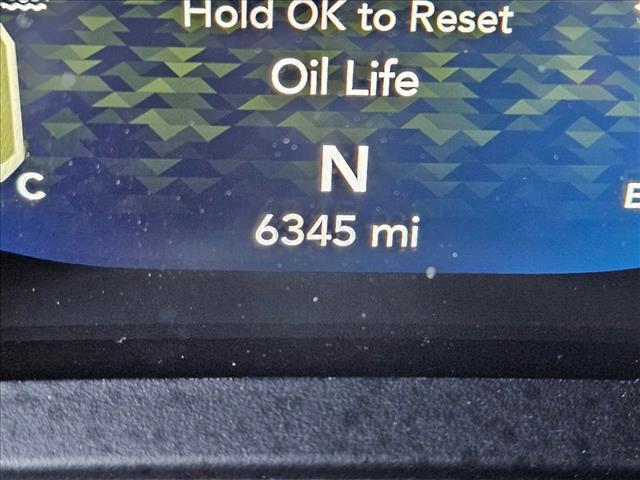 Hold OK to Reset
Oil Life
N
C
6345 mi